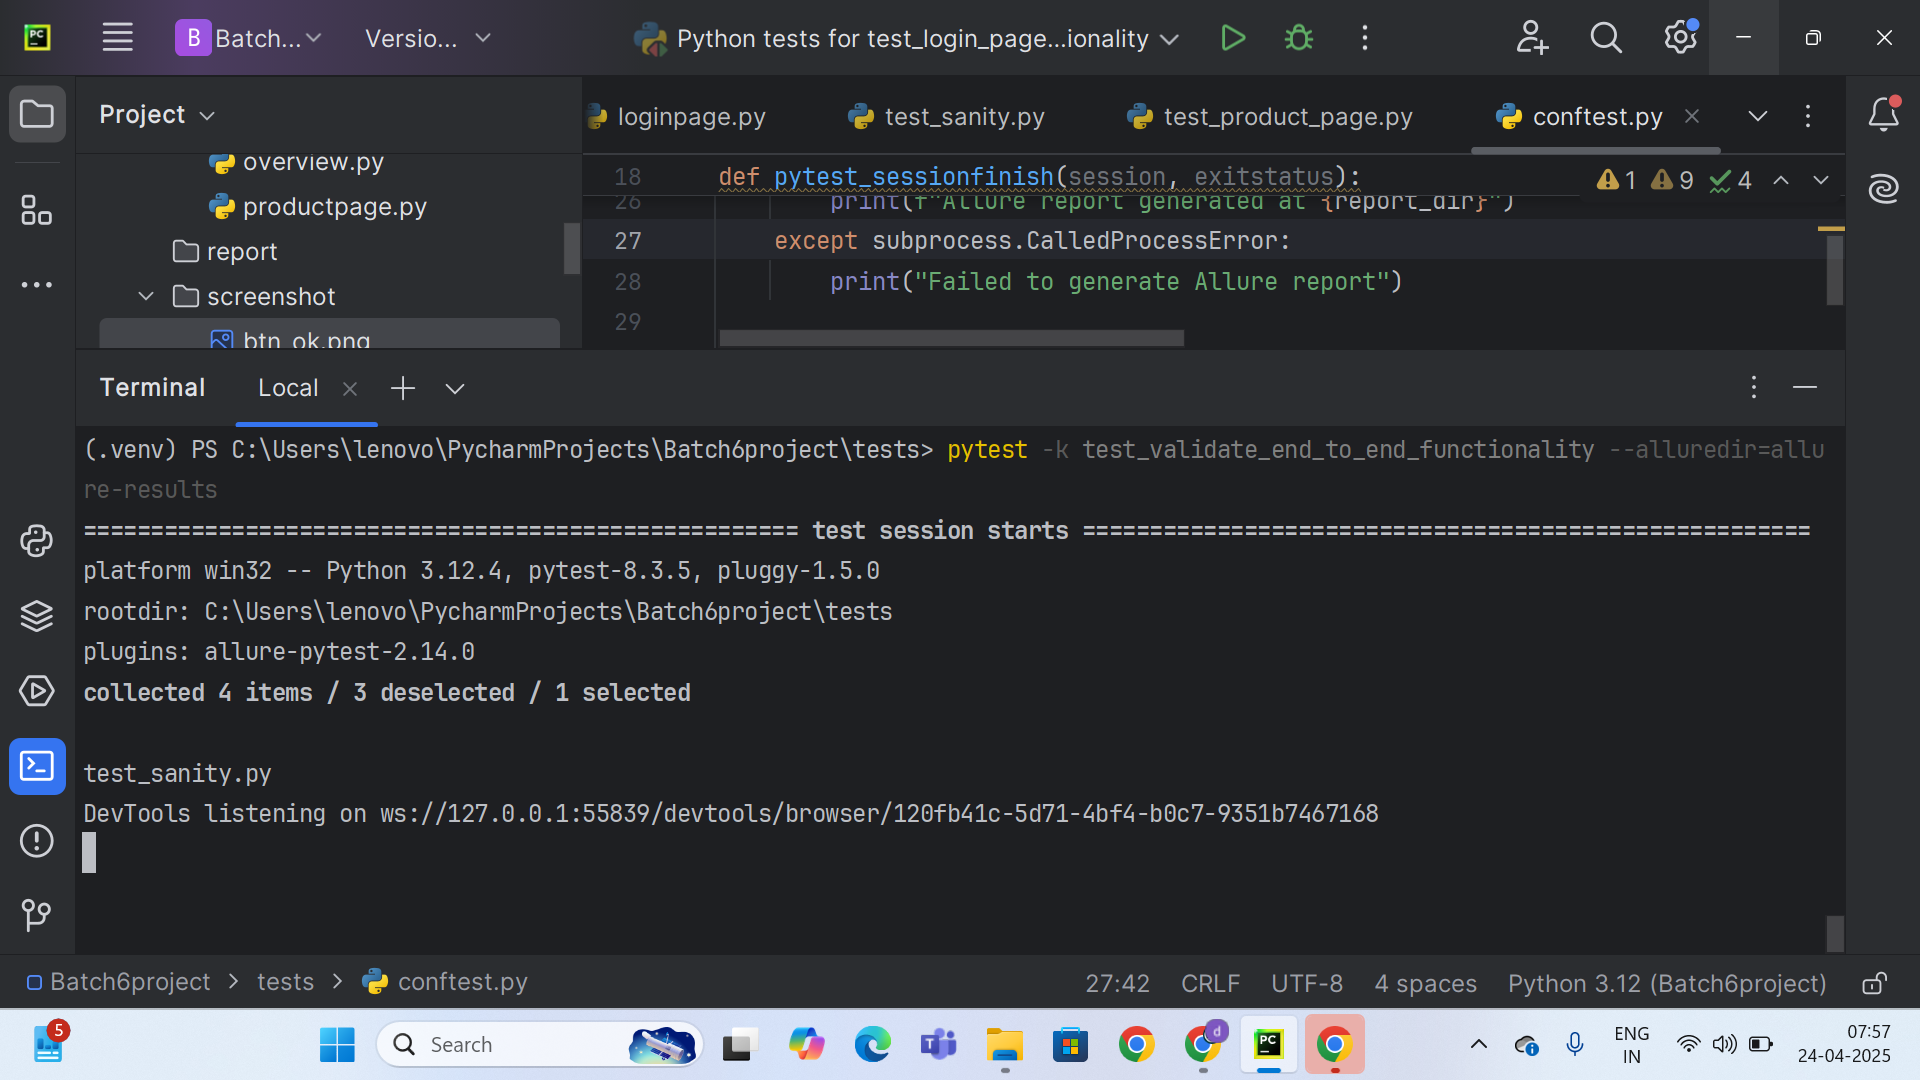 PC
B Batch...
Versio...
Python tests for test_login_page...ionality
Project
loginpage.py
test_sanity.py
test_product_page.py
conftest.py
overview.py
productpage.py
report
screenshot
btn_ok.png
18 def pytest_sessionfinish(session, exitstatus):
1 9 4
26 print(f"Allure report generated at {report_dir}")
27 except subprocess.CalledProcessError:
28 print("Failed to generate Allure report")
29
Terminal
Local
(.venv) PS C:\Users\lenovo\PycharmProjects\Batch6project\tests> pytest -k test_validate_end_to_end_functionality --alluredir=allu
re-results
===================================================== test session starts ======================================================
platform win32 -- Python 3.12.4, pytest-8.3.5, pluggy-1.5.0
rootdir: C:\Users\lenovo\PycharmProjects\Batch6project\tests
plugins: allure-pytest-2.14.0
collected 4 items / 3 deselected / 1 selected
test_sanity.py
DevTools listening on ws://127.0.0.1:55839/devtools/browser/120fb41c-5d71-4bf4-b0c7-9351b7467168
Batch6project > tests > conftest.py
27:42
CRLF
UTF-8
4 spaces
Python 3.12 (Batch6project)
5
Search
T
d
PC
ENG
IN
07:57
24-04-2025